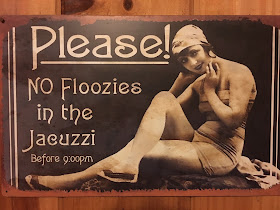 Please!
NO Floozies
in the
Jacuzzi
Before 9:00pm